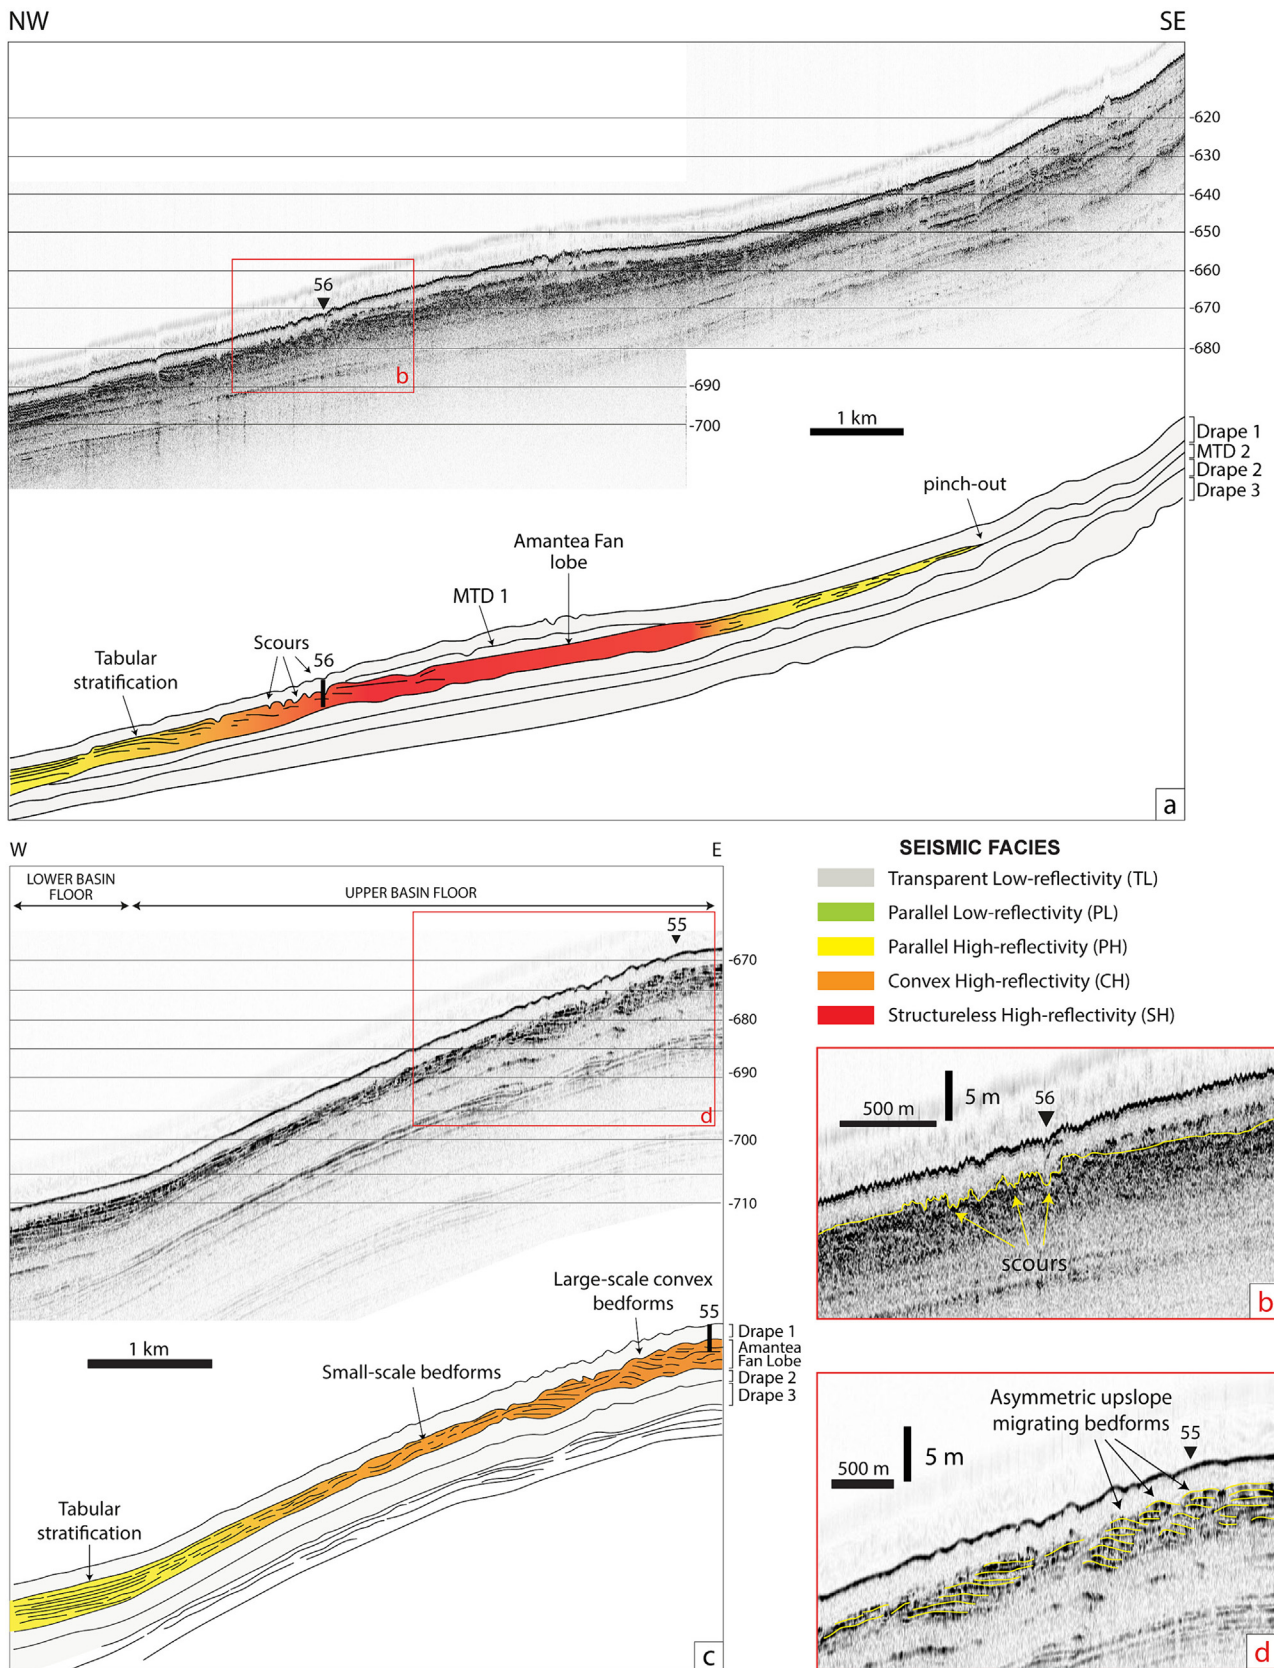 NW
SE
-620
-630
-640
-650
-660
-670
-680
56
b
-690
-700
1 km
Drape 1
MTD 2
Drape 2
Drape 3
pinch-out
Amantea Fan
lobe
MTD 1
Scours
56
Tabular
stratification
a
W
E
LOWER BASIN
FLOOR
UPPER BASIN FLOOR
55
-670
-680
-690
d
-700
-710
Large-scale convex
bedforms
55
1 km
Drape 1
Amantea
Fan Lobe
Drape 2
Drape 3
Small-scale bedforms
Tabular
stratification
c
SEISMIC FACIES
Transparent Low-reflectivity (TL)
Parallel Low-reflectivity (PL)
Parallel High-reflectivity (PH)
Convex High-reflectivity (CH)
Structureless High-reflectivity (SH)
500 m
5 m
56
scours
b
Asymmetric upslope
migrating bedforms
55
500 m
5 m
d